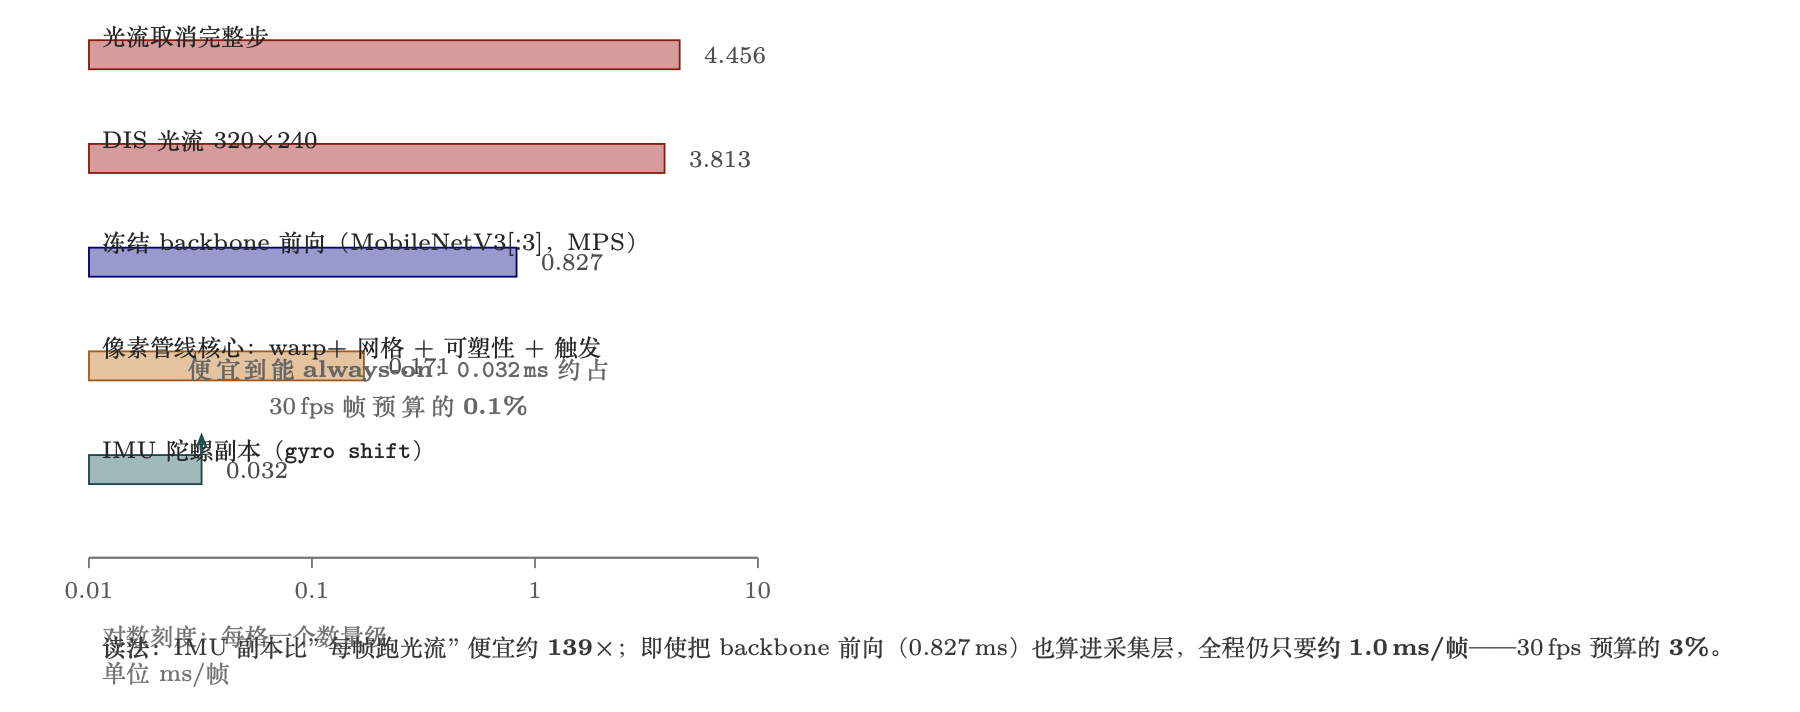 光流取消完整步
4.456
DIS 光流 320×240
3.813
冻结 backbone 前向（MobileNetV3[:3]，MPS）
0.827
像素管线核心：warp+ 网格 + 可塑性 + 触发
0.171
便宜到能 always-on：0.032ms 约占
30 fps 帧预算的 0.1%
IMU 陀螺副本（gyro shift）
0.032
0.01 0.1 1 10
对数刻度：每格一个数量级
单位 ms/帧
读法：IMU 副本比”每帧跑光流”便宜约 139×；即使把 backbone 前向（0.827 ms）也算进采集层，全程仍只要约 1.0 ms/帧——30 fps 预算的 3%。